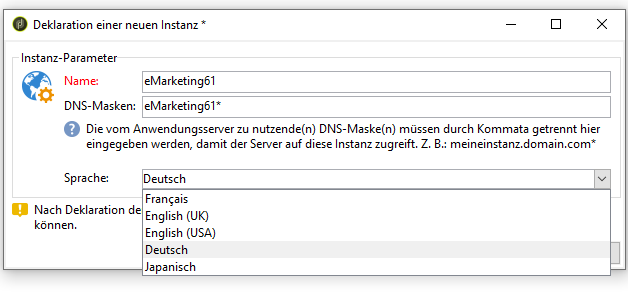 Deklaration einer neuen Instanz *
Instanz-Parameter
Name: eMarketing61
DNS-Masken: eMarketing61*
Die vom Anwendungsserver zu nutzende(n) DNS-Maske(n) müssen durch Kommata getrennt hier
eingegeben werden, damit der Server auf diese Instanz zugreift. Z. B.: meineinstanz.domain.com*
Sprache: Deutsch
Français
English (UK)
English (USA)
Deutsch
Japanisch
Nach Deklaration de
können.